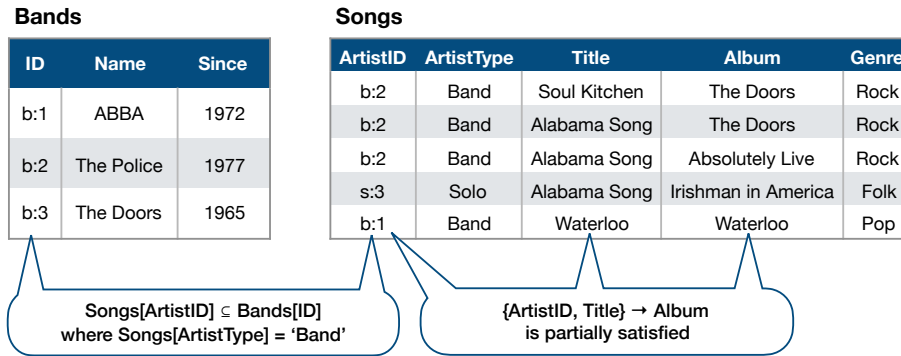 Bands
ID Name Since
b:1 ABBA 1972
b:2 The Police 1977
b:3 The Doors 1965
Songs
ArtistID ArtistType Title Album Genre
b:2 Band Soul Kitchen The Doors Rock
b:2 Band Alabama Song The Doors Rock
b:2 Band Alabama Song Absolutely Live Rock
s:3 Solo Alabama Song Irishman in America Folk
b:1 Band Waterloo Waterloo Pop
Songs[ArtistID] ⊆ Bands[ID]
where Songs[ArtistType] = ‘Band’
{ArtistID, Title} → Album
is partially satisfied